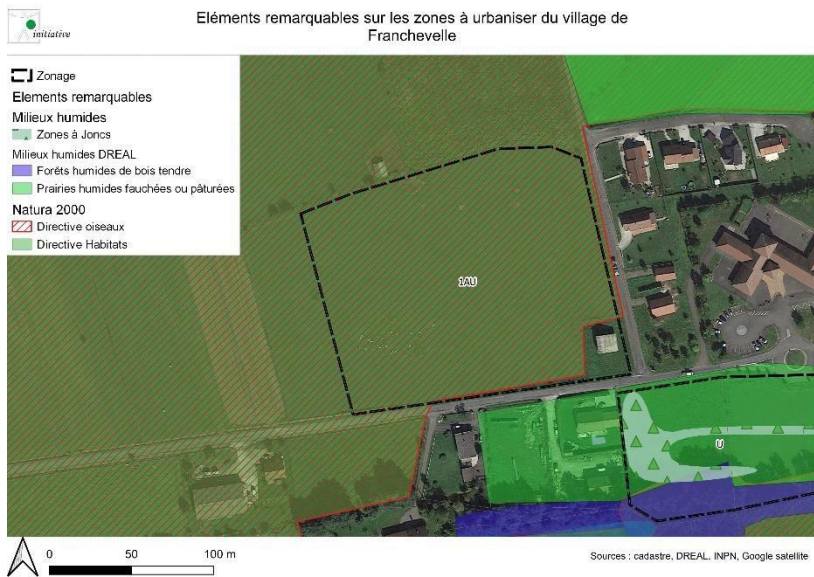 initiative
Eléments remarquables sur les zones à urbaniser du village de
Franchevelle
Zonage
Elements remarquables
Milieux humides
Zones à Joncs
Milieux humides DREAL
Forêts humides de bois tendre
Prairies humides fauchées ou pâturées
Natura 2000
Directive oiseaux
Directive Habitats
1AU
U
0 50 100 m
Sources : cadastre, DREAL, INPN, Google satellite